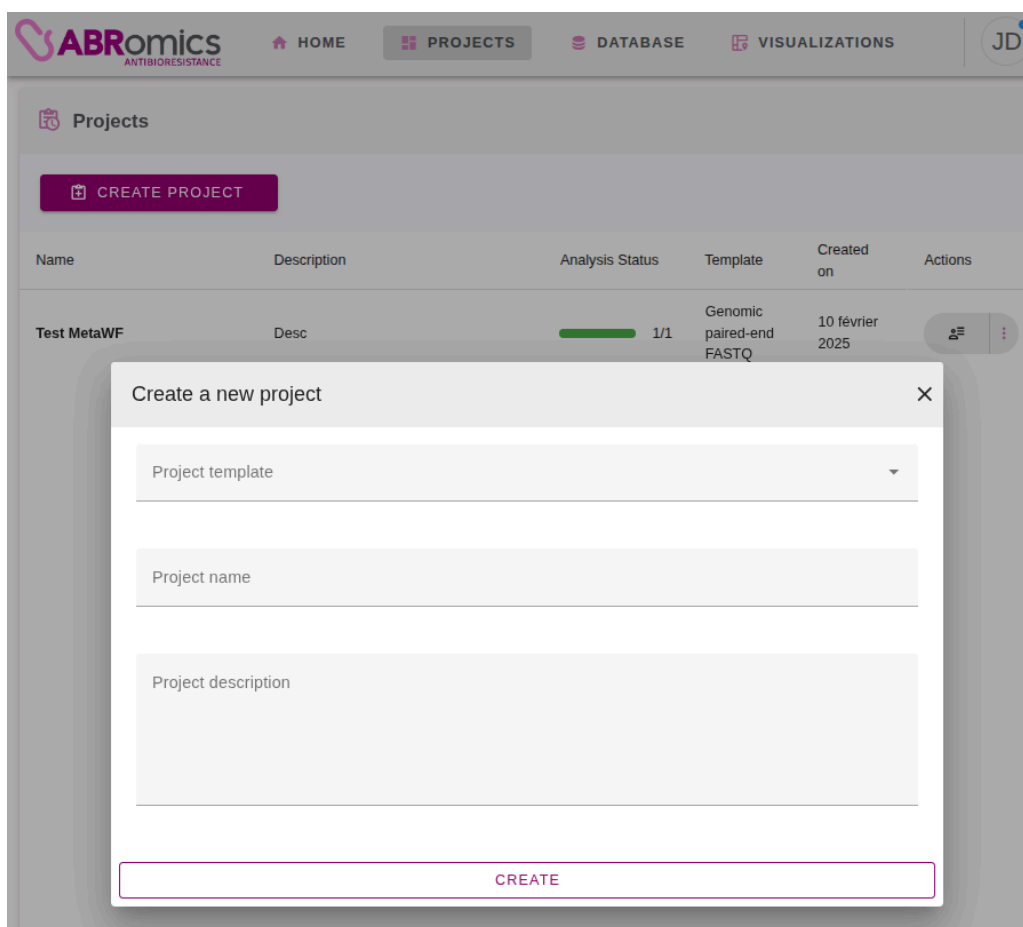 ABRomics
ANTIBIORESISTANCE
HOME
PROJECTS
DATABASE
VISUALIZATIONS
JD
Projects
CREATE PROJECT
Name
Description
Analysis Status
Template
Created
on
Actions
Test MetaWF
Desc
1/1
Genomic
paired-end
FASTQ
10 février
2025
Create a new project
Project template
Project name
Project description
CREATE